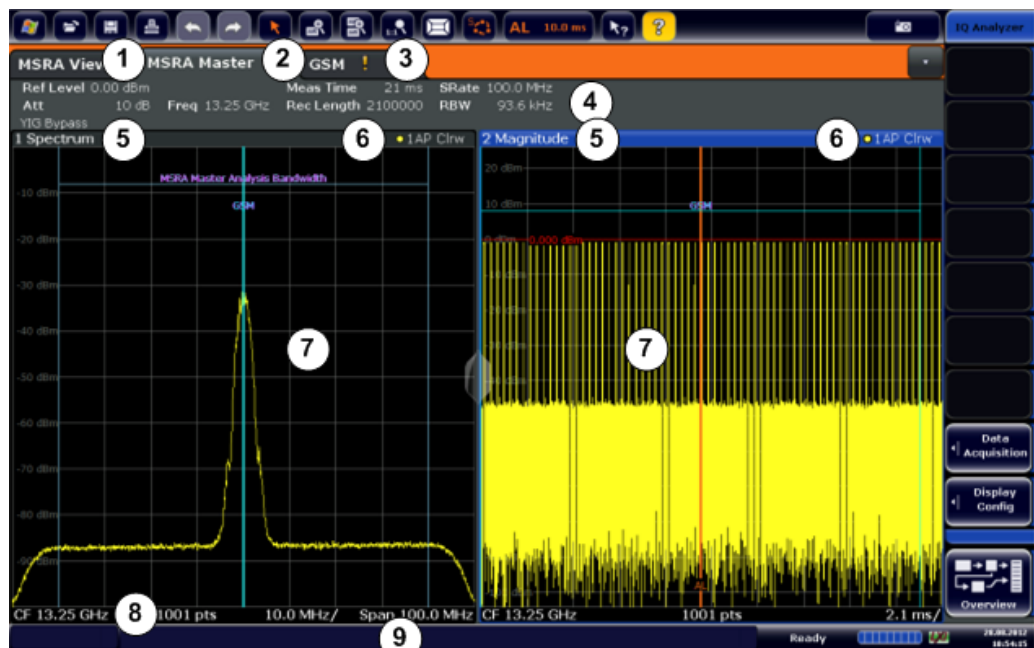 AL 10.0 ms
IQ Analyzer
MSRA View
1
MSRA Master
2
GSM !
3
Ref Level 0.00 dBm Meas Time 21 ms SRate 100.0 MHz
Att 10 dB Freq 13.25 GHz Rec Length 2100000 RBW 93.6 kHz
4
YIG Bypass
1 Spectrum
5
6
1AP Clrw
2 Magnitude
5
6
1AP Clrw
MSRA Master Analysis Bandwidth
GSM
-10 dBm
-20 dBm
-30 dBm
-40 dBm
-50 dBm
-60 dBm
-70 dBm
-80 dBm
-90 dBm
7
20 dBm
10 dBm
GSM
0 dBm 0.000 dBm
7
AL
CF 13.25 GHz
8
1001 pts 10.0 MHz/ Span 100.0 MHz
CF 13.25 GHz 1001 pts 2.1 ms/
9
Data
Acquisition
Display
Config
Overview
Ready
28.08.2012
10:54:15